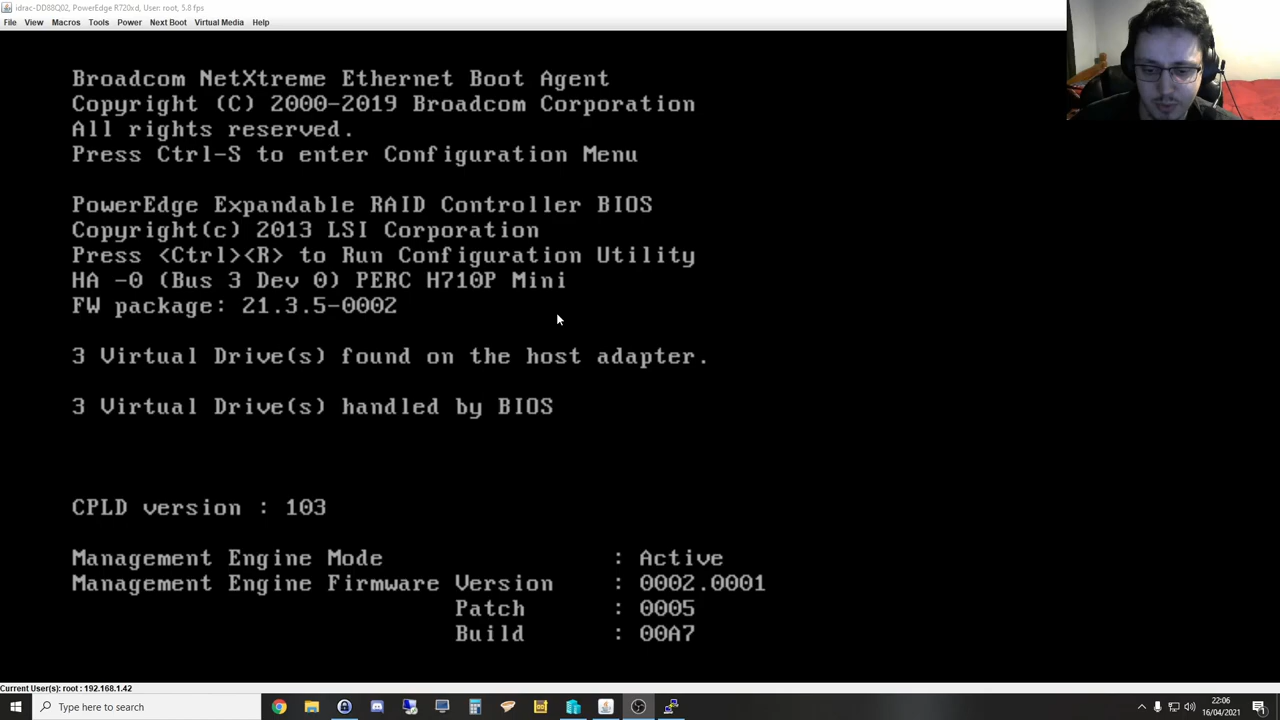 idrac-DD88Q02, PowerEdge R720xd, User: root, 5.8 fps
File View Macros Tools Power Next Boot Virtual Media Help
Broadcom NetXtreme Ethernet Boot Agent
Copyright (C) 2000-2019 Broadcom Corporation
All rights reserved.
Press Ctrl-S to enter Configuration Menu
PowerEdge Expandable RAID Controller BIOS
Copyright(c) 2013 LSI Corporation
Press <Ctrl><R> to Run Configuration Utility
HA -0 (Bus 3 Dev 0) PERC H710P Mini
FW package: 21.3.5-0002
3 Virtual Drive(s) found on the host adapter.
3 Virtual Drive(s) handled by BIOS
CPLD version : 103
Management Engine Mode : Active
Management Engine Firmware Version : 0002.0001
Patch : 0005
Build : 00A7
Current User(s): root : 192.168.1.42
Type here to search
22:06
16/04/2021